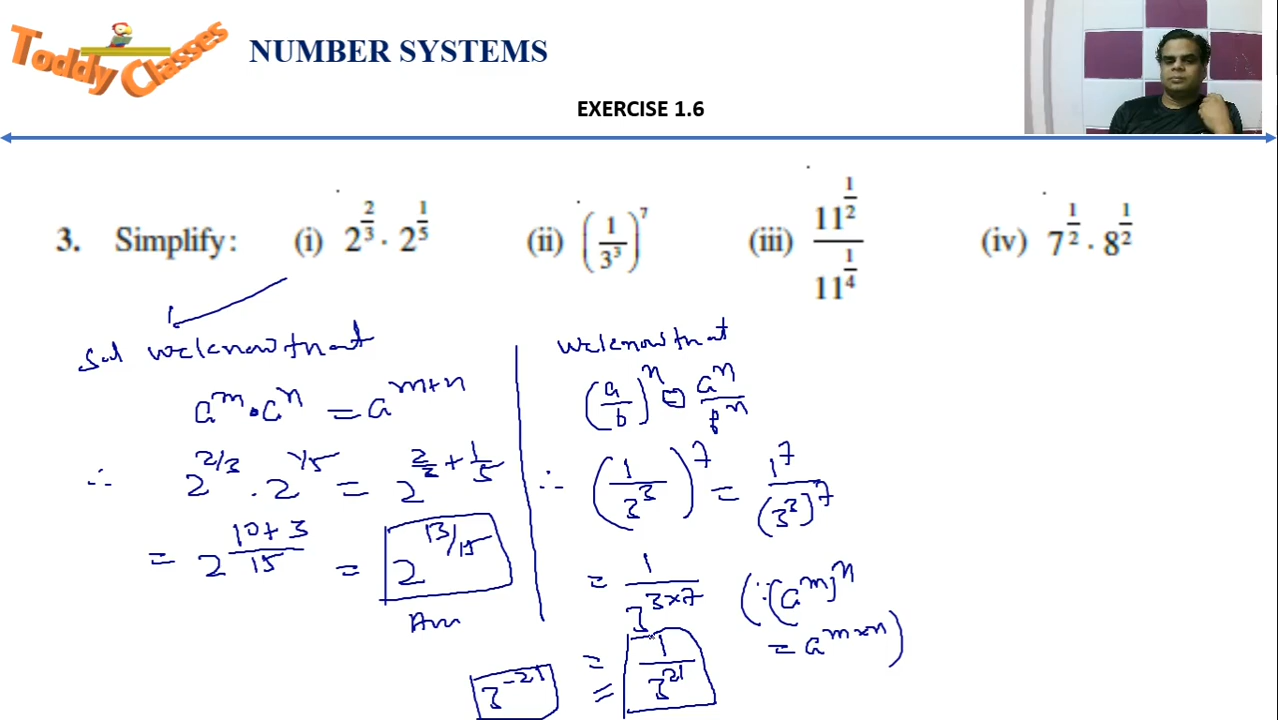 Toddy Classes
NUMBER SYSTEMS
EXERCISE 1.6
3. Simplify: (i) 2^(2/3) · 2^(1/5) (ii) (1/3^3)^7 (iii) 11^(1/2) / 11^(1/4) (iv) 7^(1/2) · 8^(1/2)
Sol we know that
a^m · a^n = a^(m+n)
∴ 2^(2/3) · 2^(1/5) = 2^(2/3 + 1/5)
= 2^((10+3)/15) = 2^(13/15)
Ans
we know that
(a/b)^n = a^n/b^n
∴ (1/3^3)^7 = 1^7/(3^3)^7
= 1/3^(3×7) (∵ (a^m)^n
= a^(m×n))
= 1/3^21
3^-21 =